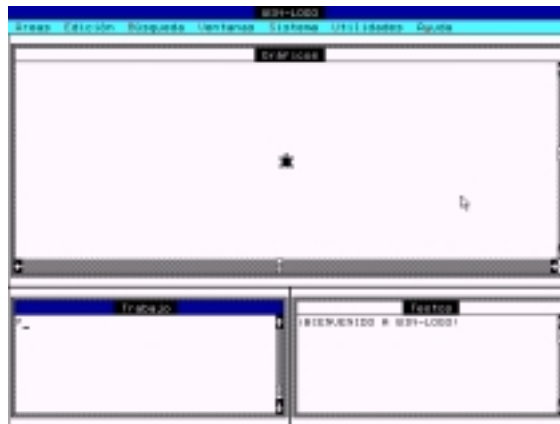 WIN-LOGO
Areas Edición Búsqueda Ventanas Sistema Utilidades Ayuda
Gráficos
Trabajo
Textos
?_
¡BIENVENIDO A WIN-LOGO!